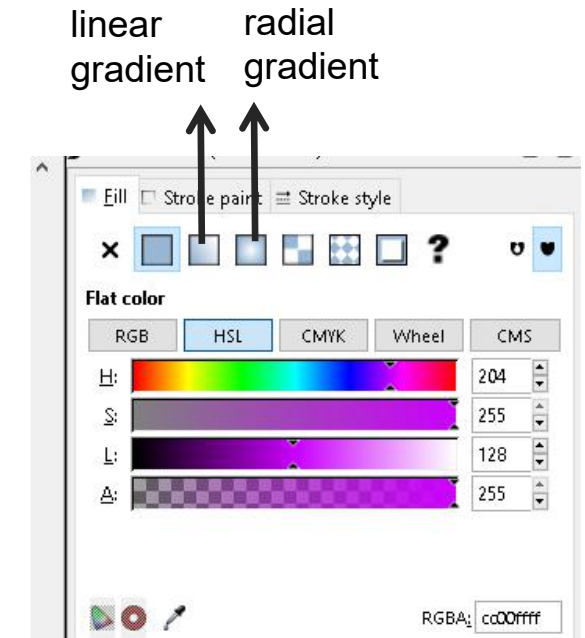 linear radial
gradient gradient
Fill Stroke paint Stroke style
?
Flat color
RGB HSL CMYK Wheel CMS
H: 204
S: 255
L: 128
A: 255
RGBA: cc00ffff